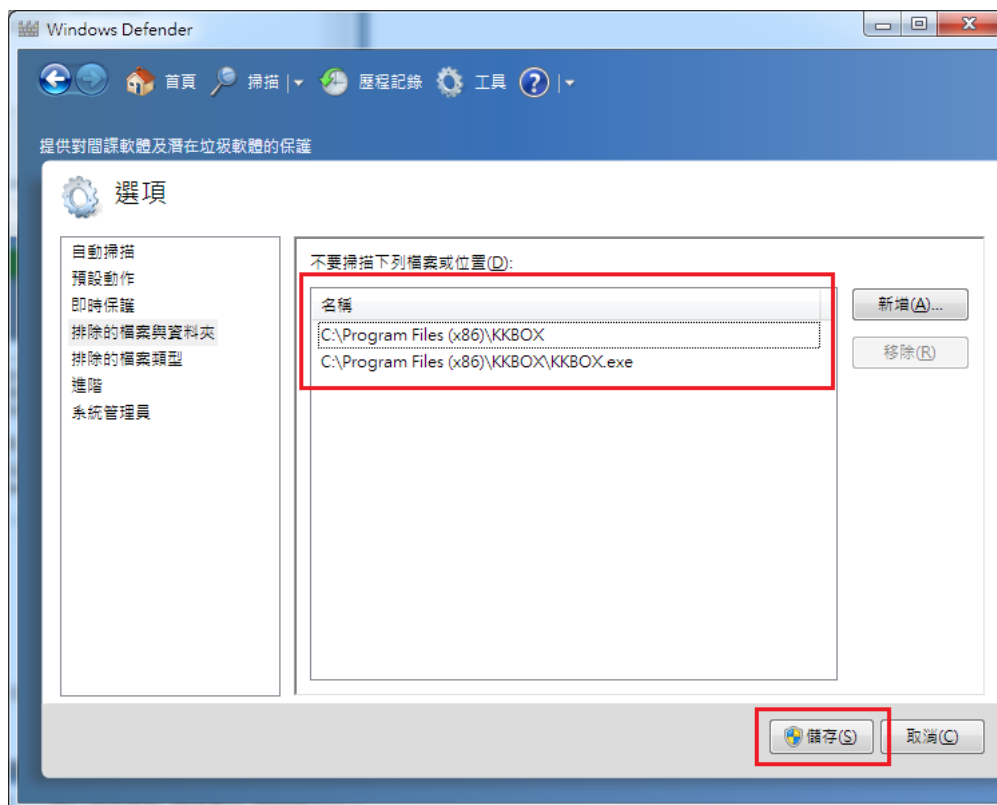 Windows Defender
首頁 掃描 歷程記錄 工具
提供對間諜軟體及潛在垃圾軟體的保護
選項
自動掃描
預設動作
即時保護
排除的檔案與資料夾
排除的檔案類型
進階
系統管理員
不要掃描下列檔案或位置(D):
名稱
C:\Program Files (x86)\KKBOX
C:\Program Files (x86)\KKBOX\KKBOX.exe
新增(A)...
移除(R)
儲存(S) 取消(C)